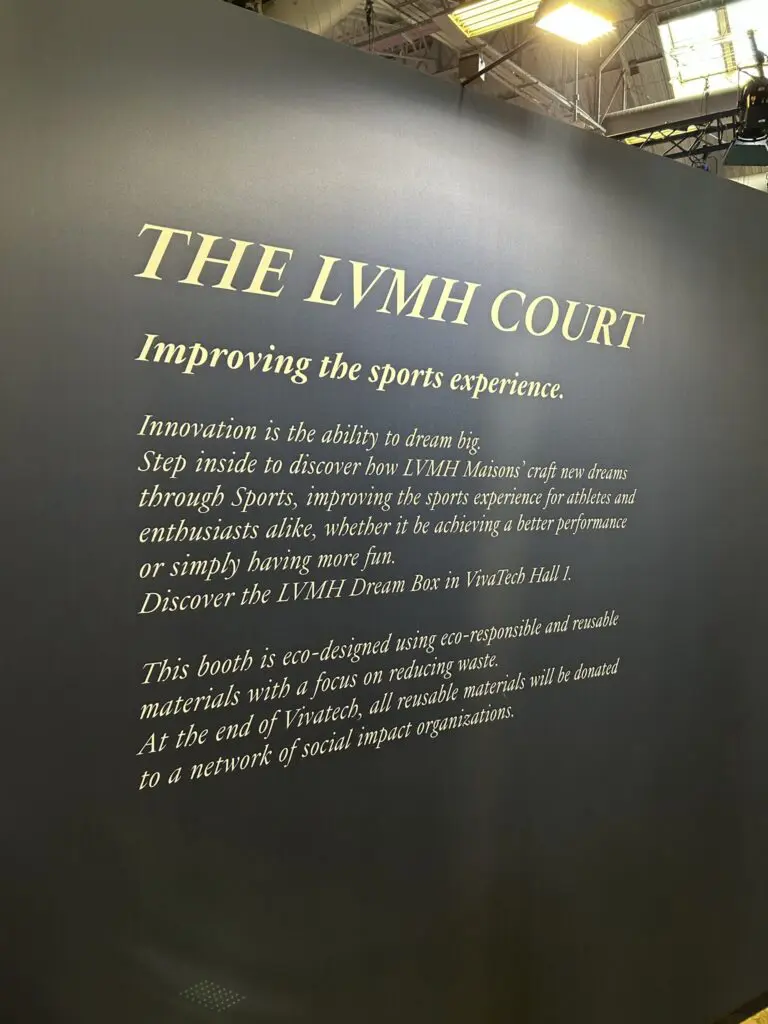 THE LVMH COURT
Improving the sports experience.
Innovation is the ability to dream big.
Step inside to discover how LVMH Maisons' craft new dreams
through Sports, improving the sports experience for athletes and
enthusiasts alike, whether it be achieving a better performance
or simply having more fun.
Discover the LVMH Dream Box in VivaTech Hall 1.
This booth is eco-designed using eco-responsible and reusable
materials with a focus on reducing waste.
At the end of Vivatech, all reusable materials will be donated
to a network of social impact organizations.